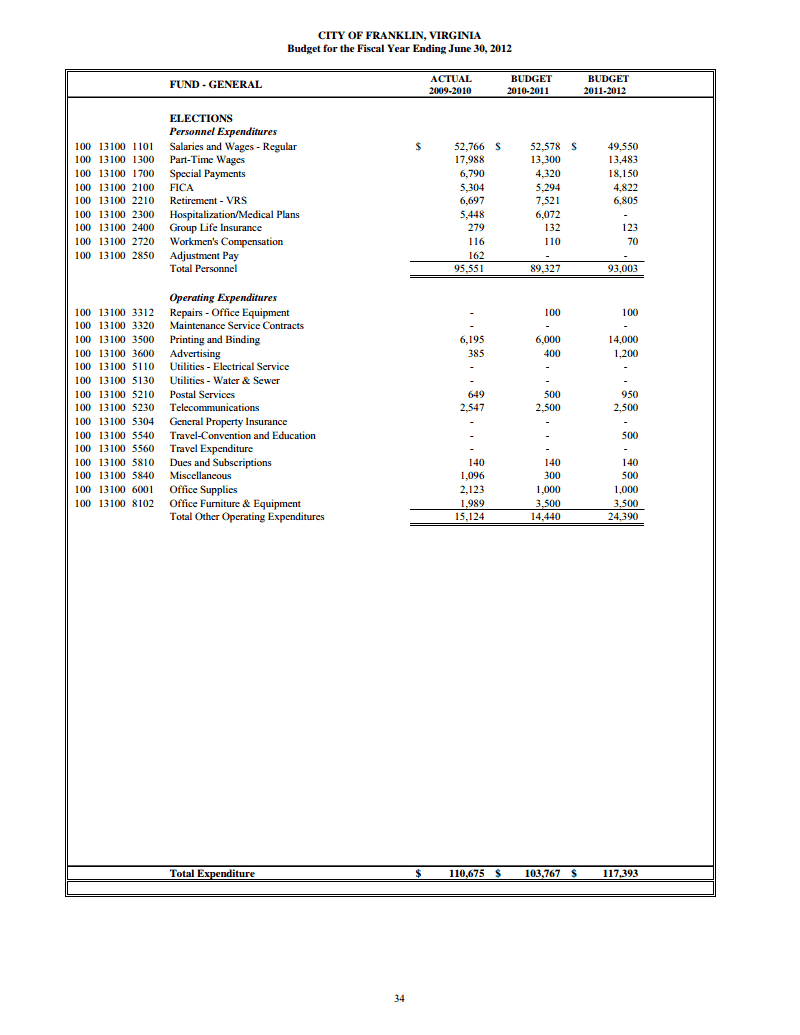 CITY OF FRANKLIN, VIRGINIA
Budget for the Fiscal Year Ending June 30, 2012
FUND - GENERAL ACTUAL 2009-2010 BUDGET 2010-2011 BUDGET 2011-2012
ELECTIONS
Personnel Expenditures
100 13100 1101 Salaries and Wages - Regular $ 52,766 $ 52,578 $ 49,550
100 13100 1300 Part-Time Wages 17,988 13,300 13,483
100 13100 1700 Special Payments 6,790 4,320 18,150
100 13100 2100 FICA 5,304 5,294 4,822
100 13100 2210 Retirement - VRS 6,697 7,521 6,805
100 13100 2300 Hospitalization/Medical Plans 5,448 6,072 -
100 13100 2400 Group Life Insurance 279 132 123
100 13100 2720 Workmen's Compensation 116 110 70
100 13100 2850 Adjustment Pay 162 - -
Total Personnel 95,551 89,327 93,003
Operating Expenditures
100 13100 3312 Repairs - Office Equipment - 100 100
100 13100 3320 Maintenance Service Contracts - - -
100 13100 3500 Printing and Binding 6,195 6,000 14,000
100 13100 3600 Advertising 385 400 1,200
100 13100 5110 Utilities - Electrical Service - - -
100 13100 5130 Utilities - Water & Sewer - - -
100 13100 5210 Postal Services 649 500 950
100 13100 5230 Telecommunications 2,547 2,500 2,500
100 13100 5304 General Property Insurance - - -
100 13100 5540 Travel-Convention and Education - - 500
100 13100 5560 Travel Expenditure - - -
100 13100 5810 Dues and Subscriptions 140 140 140
100 13100 5840 Miscellaneous 1,096 300 500
100 13100 6001 Office Supplies 2,123 1,000 1,000
100 13100 8102 Office Furniture & Equipment 1,989 3,500 3,500
Total Other Operating Expenditures 15,124 14,440 24,390
Total Expenditure $ 110,675 $ 103,767 $ 117,393
34